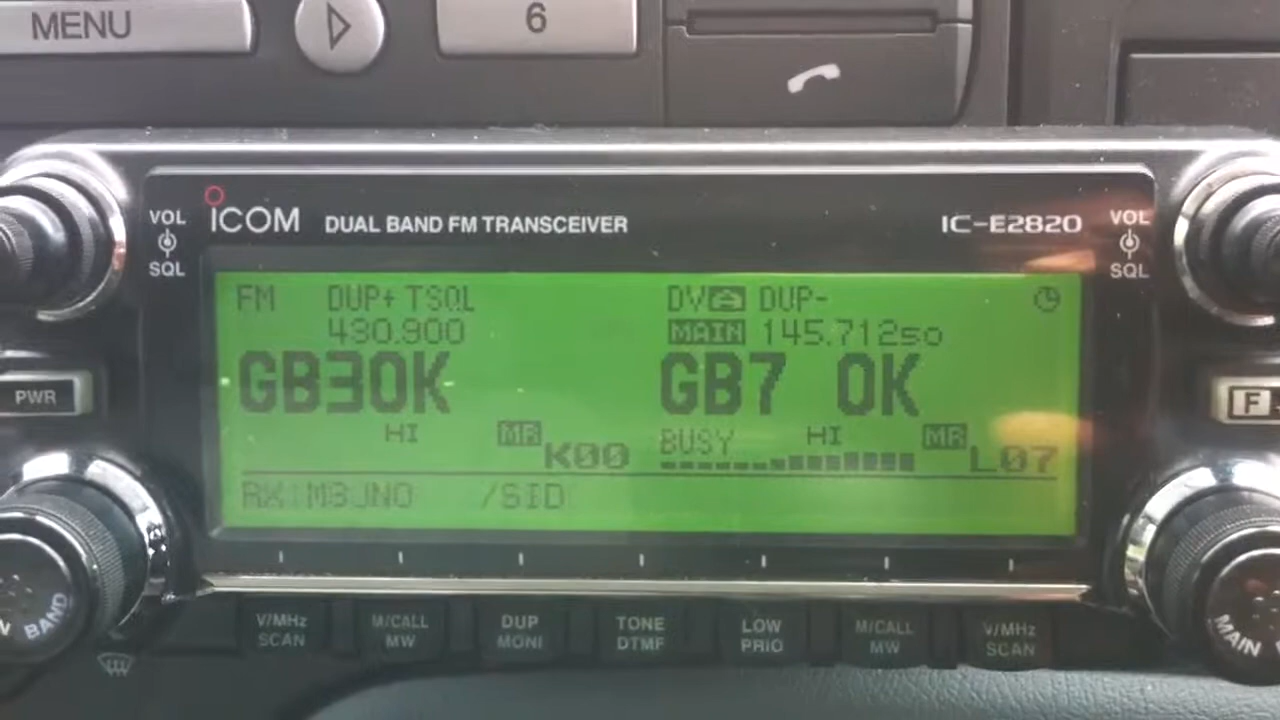 MENU
6
VOL
SQL
ICOM DUAL BAND FM TRANSCEIVER IC-E2820
VOL
SQL
FM DUP+ TSQL
430.900
GB3OK
HI MR K00
DV DUP-
MAIN 145.71250
GB7 OK
BUSY HI MR L07
RX:M3JNO /SID
PWR
F
BAND
MAIN
V/MHz
SCAN
M/CALL
MW
DUP
MONI
TONE
DTMF
LOW
PRIO
M/CALL
MW
V/MHz
SCAN